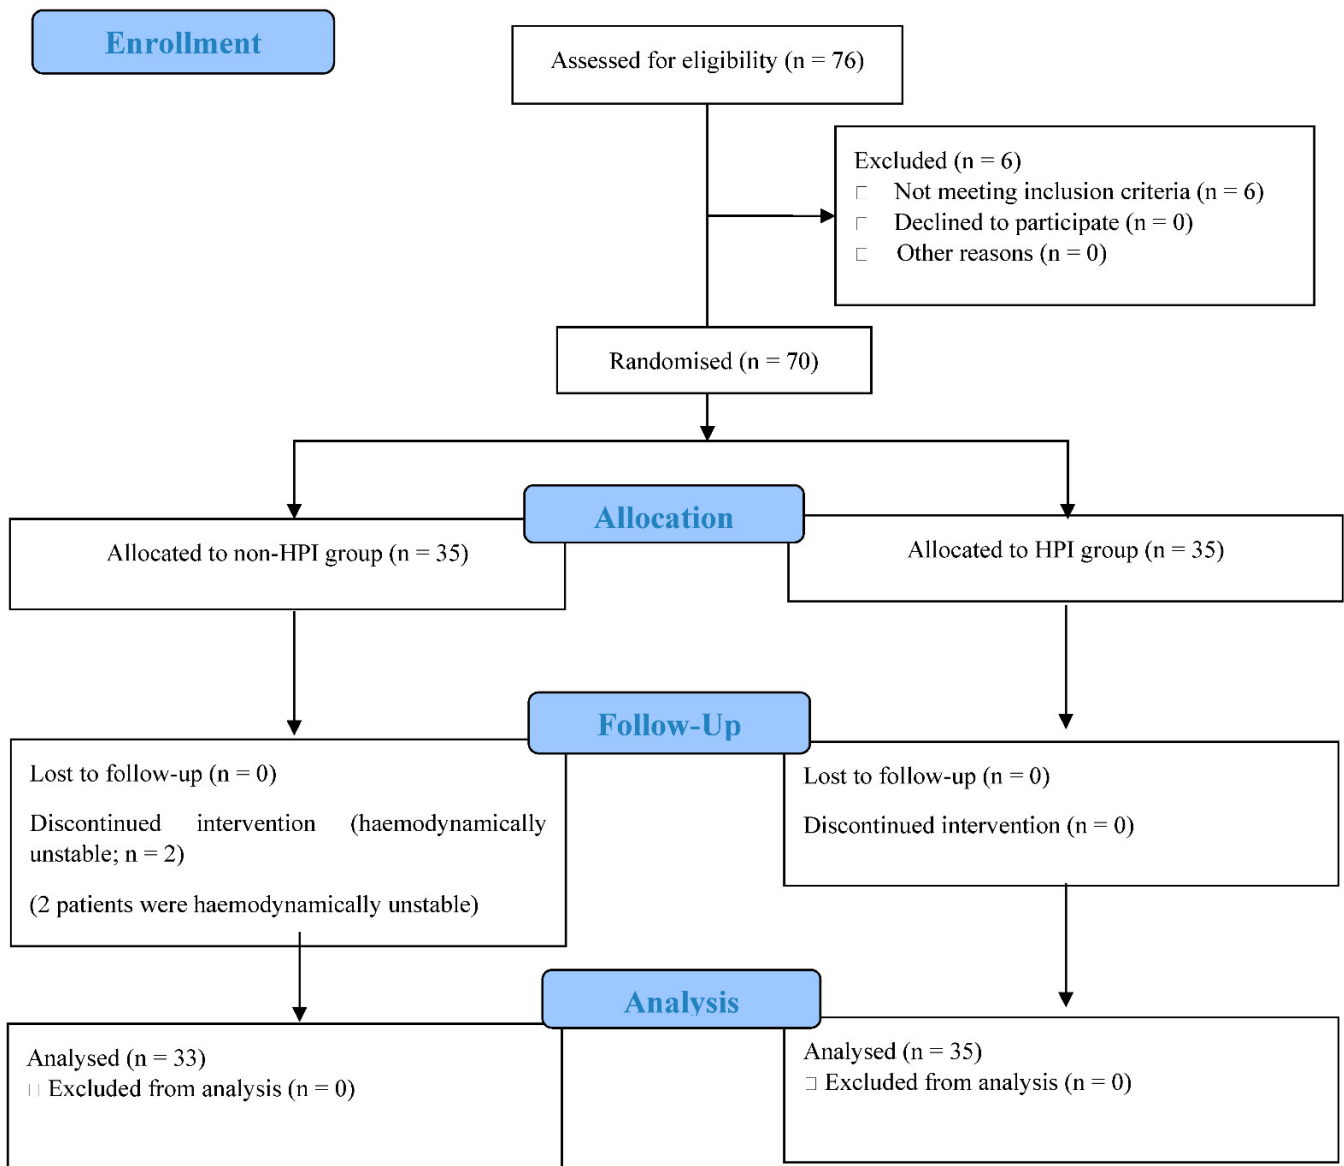 Enrollment
Assessed for eligibility (n = 76)
Excluded (n = 6)
Not meeting inclusion criteria (n = 6)
Declined to participate (n = 0)
Other reasons (n = 0)
Randomised (n = 70)
Allocation
Allocated to non-HPI group (n = 35)
Allocated to HPI group (n = 35)
Follow-Up
Lost to follow-up (n = 0)
Discontinued intervention (haemodynamically
unstable; n = 2)
(2 patients were haemodynamically unstable)
Lost to follow-up (n = 0)
Discontinued intervention (n = 0)
Analysis
Analysed (n = 33)
Excluded from analysis (n = 0)
Analysed (n = 35)
Excluded from analysis (n = 0)